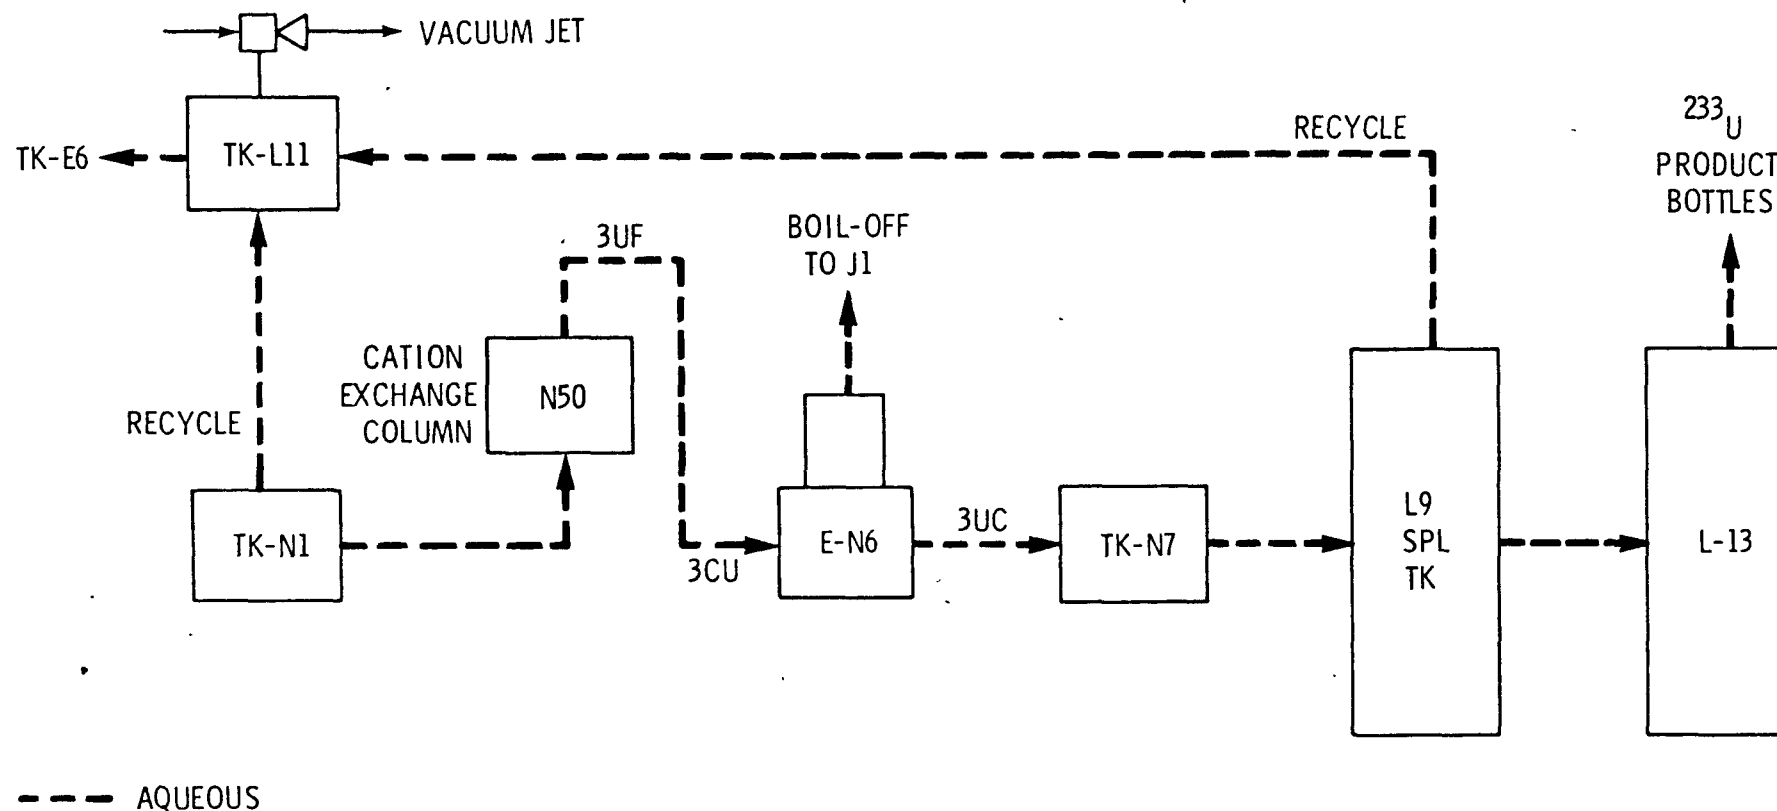 VACUUM JET
TK-E6
TK-L11
RECYCLE
233U
PRODUCT
BOTTLES
3UF
BOIL-OFF
TO J1
CATION
EXCHANGE
COLUMN
N50
RECYCLE
TK-N1
3CU
E-N6
3UC
TK-N7
L9
SPL
TK
L-13
AQUEOUS